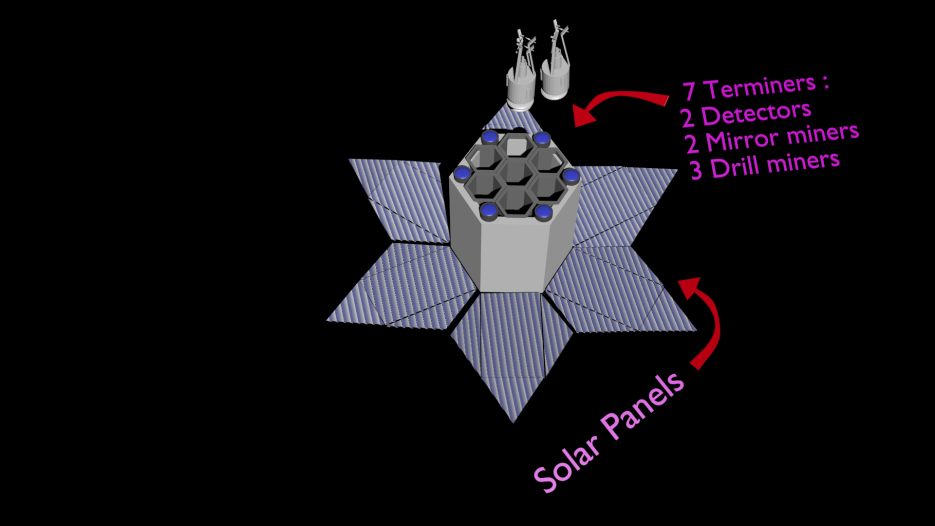 7 Terminers :
2 Detectors
2 Mirror miners
3 Drill miners
Solar Panels